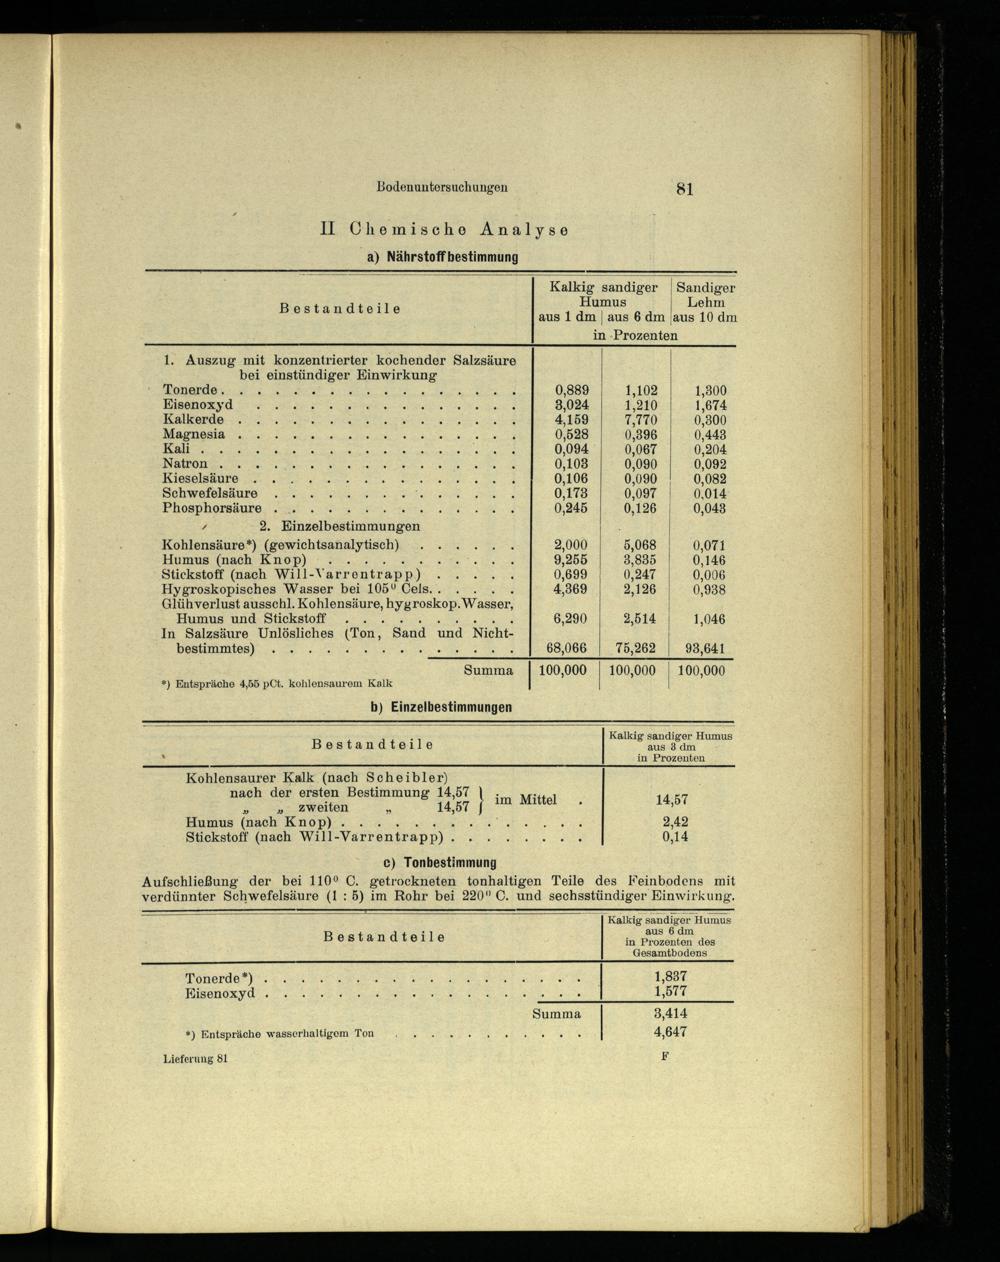 Bodenuntersuchungen 81
II Chemische Analyse
a) Nährstoffbestimmung
Bestandteile
Kalkig sandiger Humus
Sandiger Lehm
aus 1 dm aus 6 dm aus 10 dm
in Prozenten
1. Auszug mit konzentrierter kochender Salzsäure
bei einstündiger Einwirkung
Tonerde . . . . . . . . . . . . . . . . . 0,889 1,102 1,300
Eisenoxyd . . . . . . . . . . . . . . . 3,024 1,210 1,674
Kalkerde . . . . . . . . . . . . . . . . 4,159 7,770 0,300
Magnesia . . . . . . . . . . . . . . . . 0,528 0,396 0,443
Kali . . . . . . . . . . . . . . . . . . 0,094 0,067 0,204
Natron . . . . . . . . . . . . . . . . . 0,103 0,090 0,092
Kieselsäure . . . . . . . . . . . . . . . 0,106 0,090 0,082
Schwefelsäure . . . . . . . . . . . . . . 0,173 0,097 0,014
Phosphorsäure . . . . . . . . . . . . . . 0,245 0,126 0,043
2. Einzelbestimmungen
Kohlensäure*) (gewichtsanalytisch) . . . . . . 2,000 5,068 0,071
Humus (nach Knop) . . . . . . . . . . . 9,255 3,835 0,146
Stickstoff (nach Will-Varrentrapp) . . . . . 0,699 0,247 0,006
Hygroskopisches Wasser bei 105⁰ Cels. . . . . . 4,369 2,126 0,938
Glühverlust ausschl. Kohlensäure, hygroskop. Wasser,
Humus und Stickstoff . . . . . . . . . . 6,290 2,514 1,046
In Salzsäure Unlösliches (Ton, Sand und Nicht-
bestimmtes) . . . . . . . . . . . . . . 68,066 75,262 93,641
Summa 100,000 100,000 100,000
*) Entspräche 4,55 pCt. kohlensaurem Kalk
b) Einzelbestimmungen
Bestandteile
Kalkig sandiger Humus
aus 3 dm
in Prozenten
Kohlensaurer Kalk (nach Scheibler)
nach der ersten Bestimmung 14,57 } im Mittel . 14,57
„ „ zweiten „ 14,57
Humus (nach Knop) . . . . . . . . . . . . . . 2,42
Stickstoff (nach Will-Varrentrapp) . . . . . . . . 0,14
c) Tonbestimmung
Aufschließung der bei 110⁰ C. getrockneten tonhaltigen Teile des Feinbodens mit
verdünnter Schwefelsäure (1 : 5) im Rohr bei 220⁰ C. und sechsstündiger Einwirkung.
Bestandteile
Kalkig sandiger Humus
aus 6 dm
in Prozenten des
Gesamtbodens
Tonerde*) . . . . . . . . . . . . . . . . . . 1,837
Eisenoxyd . . . . . . . . . . . . . . . . . . 1,577
Summa 3,414
*) Entspräche wasserhaltigem Ton . . . . . . . . . . . 4,647
Lieferung 81 F